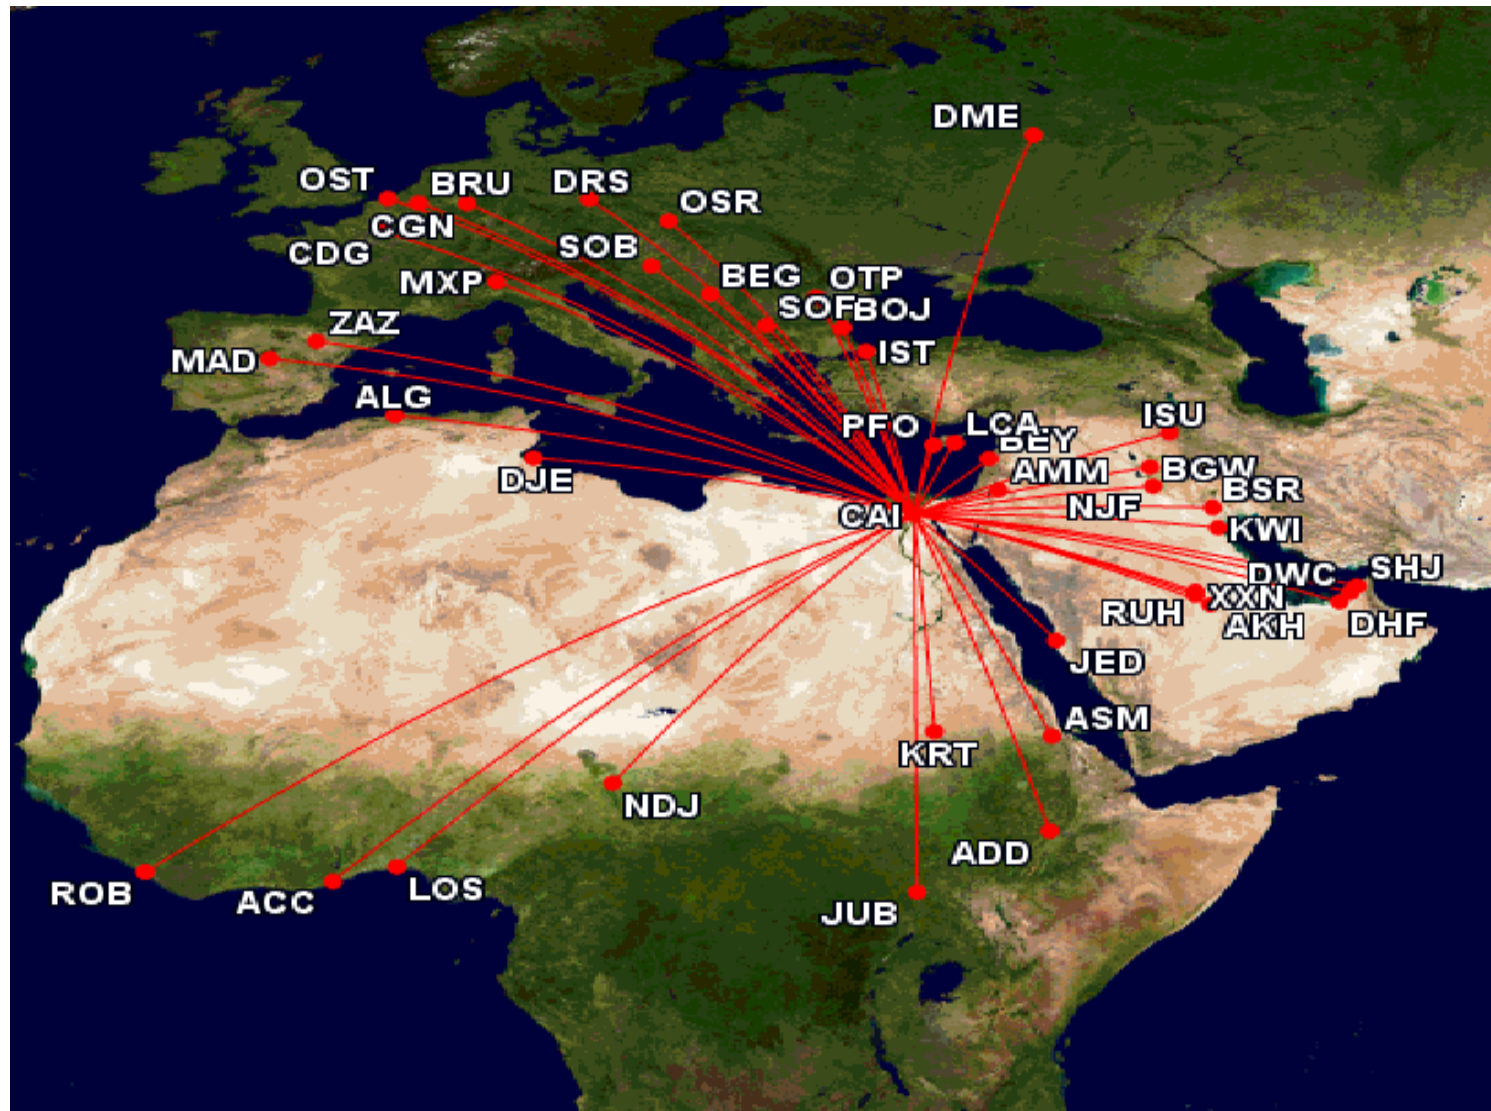 DME
OST
BRU
DRS
OSR
CGN
CDG
SOB
MXP
BEG
OTP
SOF
BOJ
ZAZ
IST
MAD
ALG
PFO
LCA
BEY
ISU
DJE
AMM
BGW
NJF
BSR
CAI
KWI
DWC
SHJ
RUH
XXN
AKH
DHF
JED
ASM
KRT
NDJ
ADD
ROB
ACC
LOS
JUB